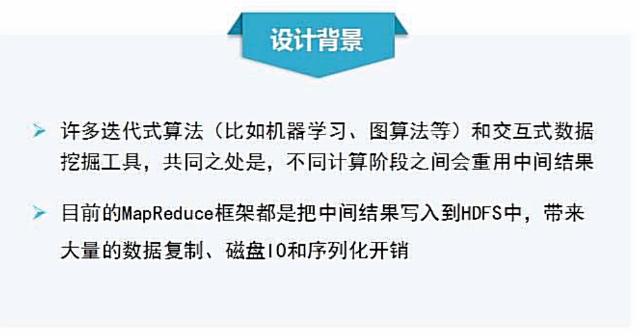 设计背景
许多迭代式算法（比如机器学习、图算法等）和交互式数据
挖掘工具，共同之处是，不同计算阶段之间会重用中间结果
目前的MapReduce框架都是把中间结果写入到HDFS中，带来
大量的数据复制、磁盘IO和序列化开销